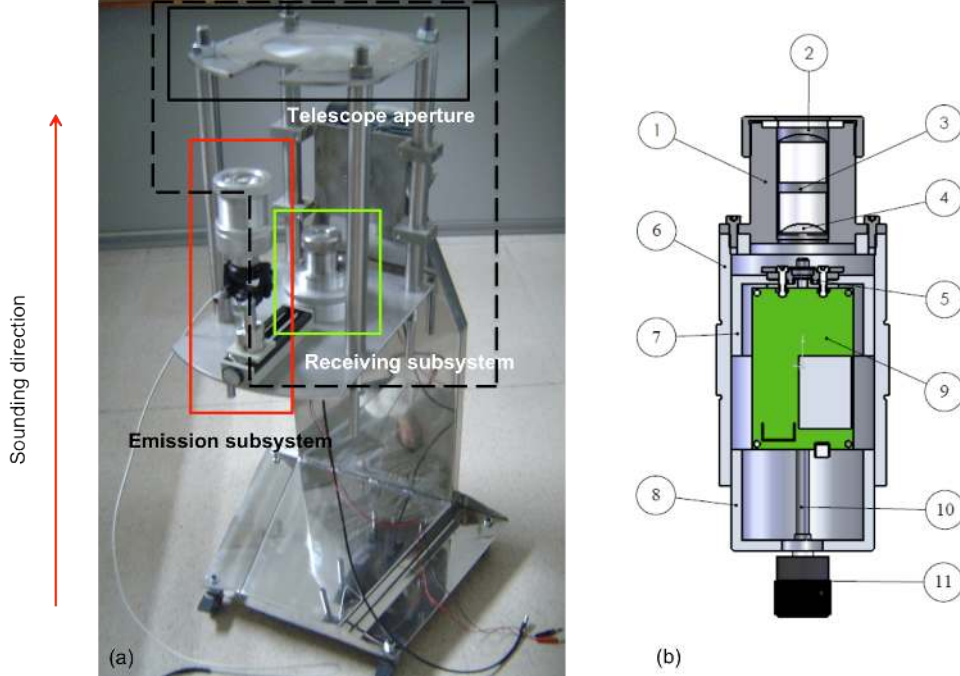 Sounding direction
Telescope aperture
Receiving subsystem
Emission subsystem
(a)
1
2
3
4
5
6
7
8
9
10
11
(b)